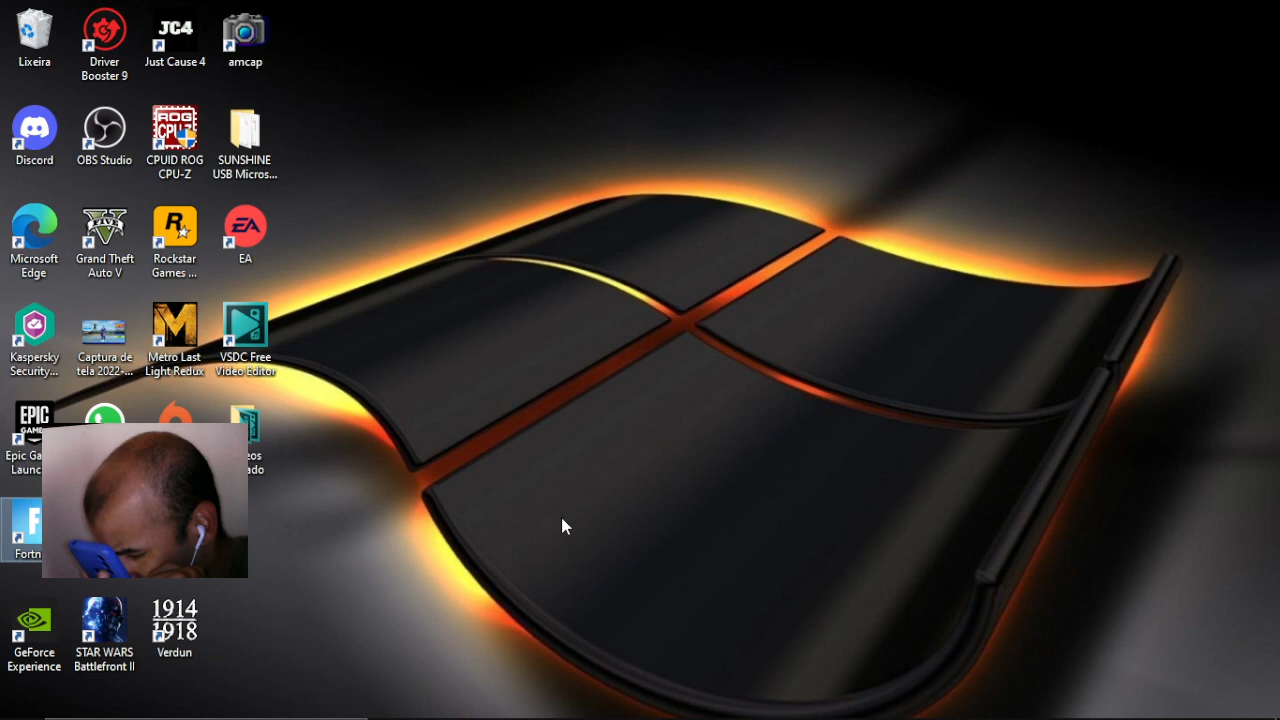 Lixeira
Driver
Booster 9
JC4
Just Cause 4
amcap
Discord
OBS Studio
ROG
CPU-Z
CPUID ROG
CPU-Z
SUNSHINE
USB Micros...
Microsoft
Edge
FIVE
Grand Theft
Auto V
R
Rockstar
Games ...
EA
EA
Kaspersky
Security...
Captura de
tela 2022-...
M
Metro Last
Light Redux
VSDC Free
Video Editor
EPIC
GAMES
Epic Ga
Launc
eos
ado
F
Fortn
GeForce
Experience
STAR WARS
Battlefront II
1914
1918
Verdun